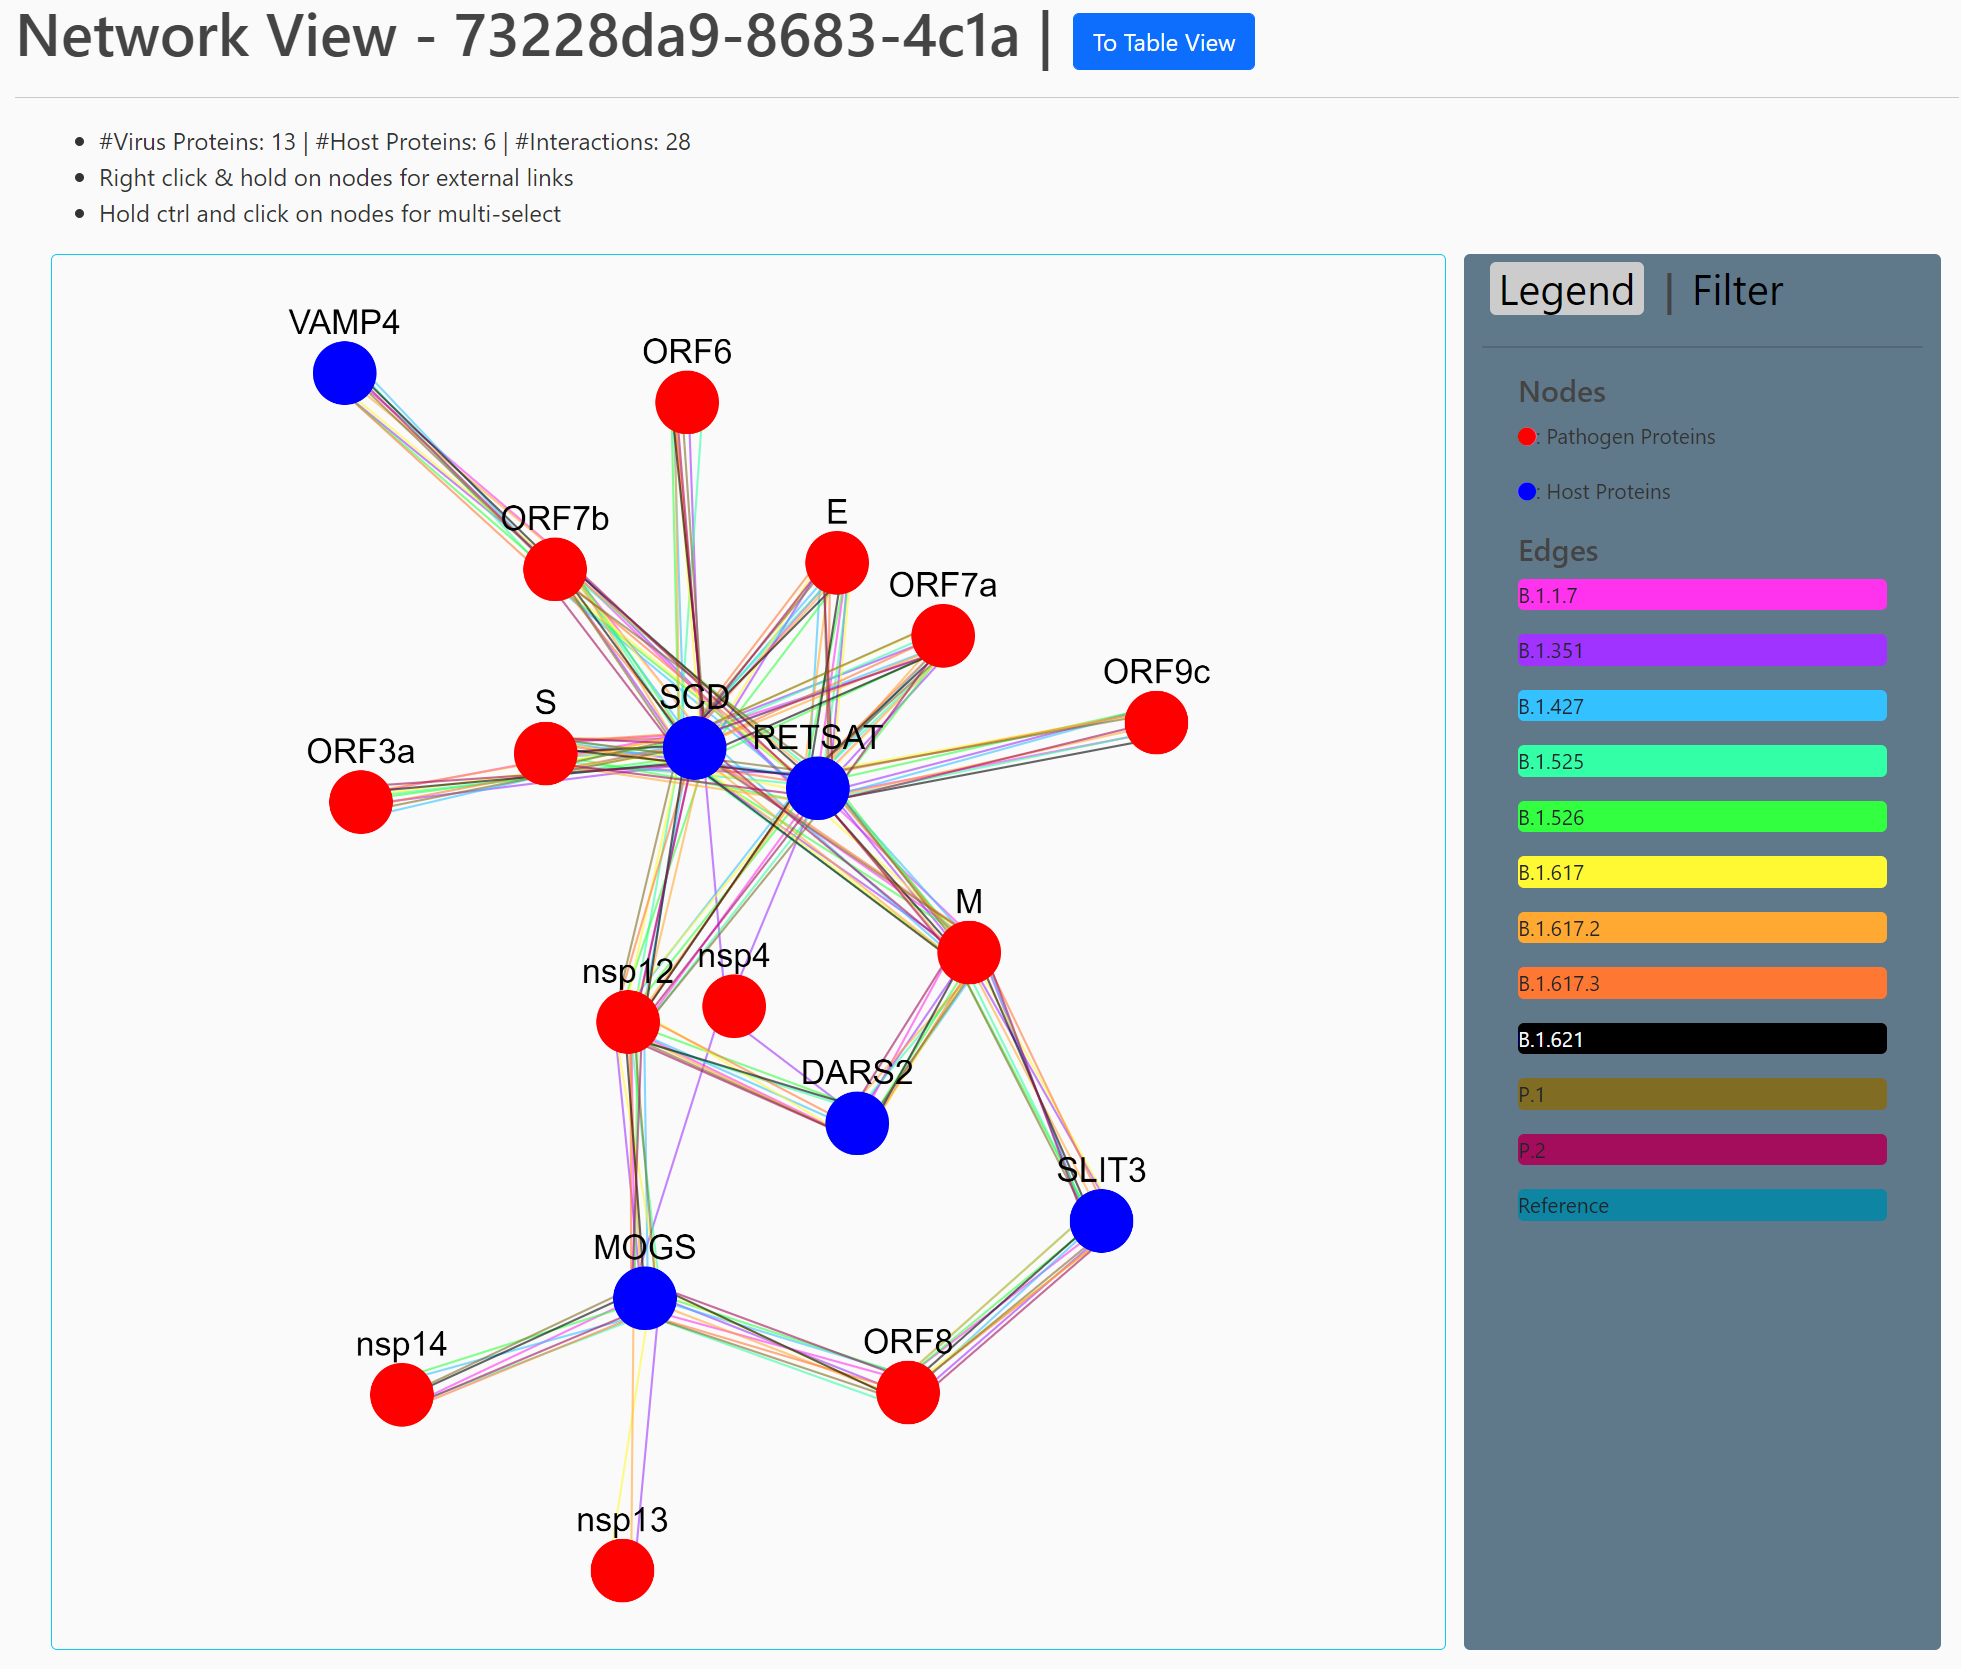 Network View - 73228da9-8683-4c1a | To Table View
#Virus Proteins: 13 | #Host Proteins: 6 | #Interactions: 28
Right click & hold on nodes for external links
Hold ctrl and click on nodes for multi-select
VAMP4
ORF6
ORF7b
E
ORF7a
ORF9c
SCD
S
RETSAT
ORF3a
M
nsp4
nsp12
DARS2
SLIT3
MOGS
ORF8
nsp14
nsp13
Legend | Filter
Nodes
: Pathogen Proteins
: Host Proteins
Edges
B.1.1.7
B.1.351
B.1.427
B.1.525
B.1.526
B.1.617
B.1.617.2
B.1.617.3
B.1.621
P.1
P.2
Reference